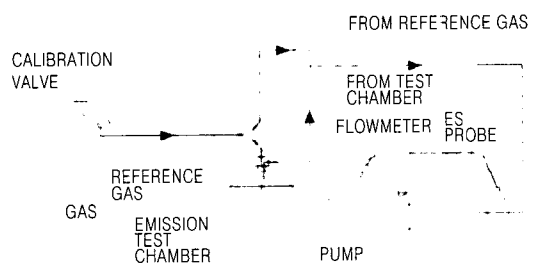 FROM REFERENCE GAS
CALIBRATION
VALVE
FROM TEST
CHAMBER
FLOWMETER
ES
PROBE
REFERENCE
GAS
GAS
EMISSION
TEST
CHAMBER
PUMP